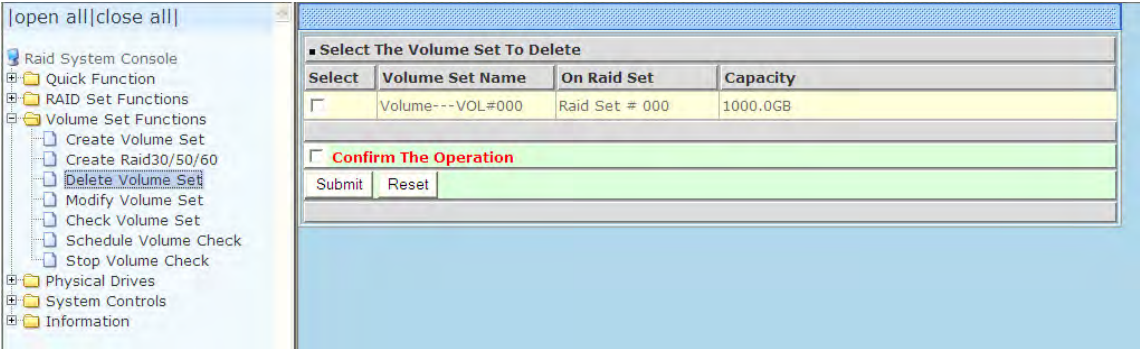 |open all|close all|
Raid System Console
Quick Function
RAID Set Functions
Volume Set Functions
Create Volume Set
Create Raid30/50/60
Delete Volume Set
Modify Volume Set
Check Volume Set
Schedule Volume Check
Stop Volume Check
Physical Drives
System Controls
Information
Select The Volume Set To Delete
Select Volume Set Name On Raid Set Capacity
Volume---VOL#000 Raid Set # 000 1000.0GB
Confirm The Operation
Submit Reset